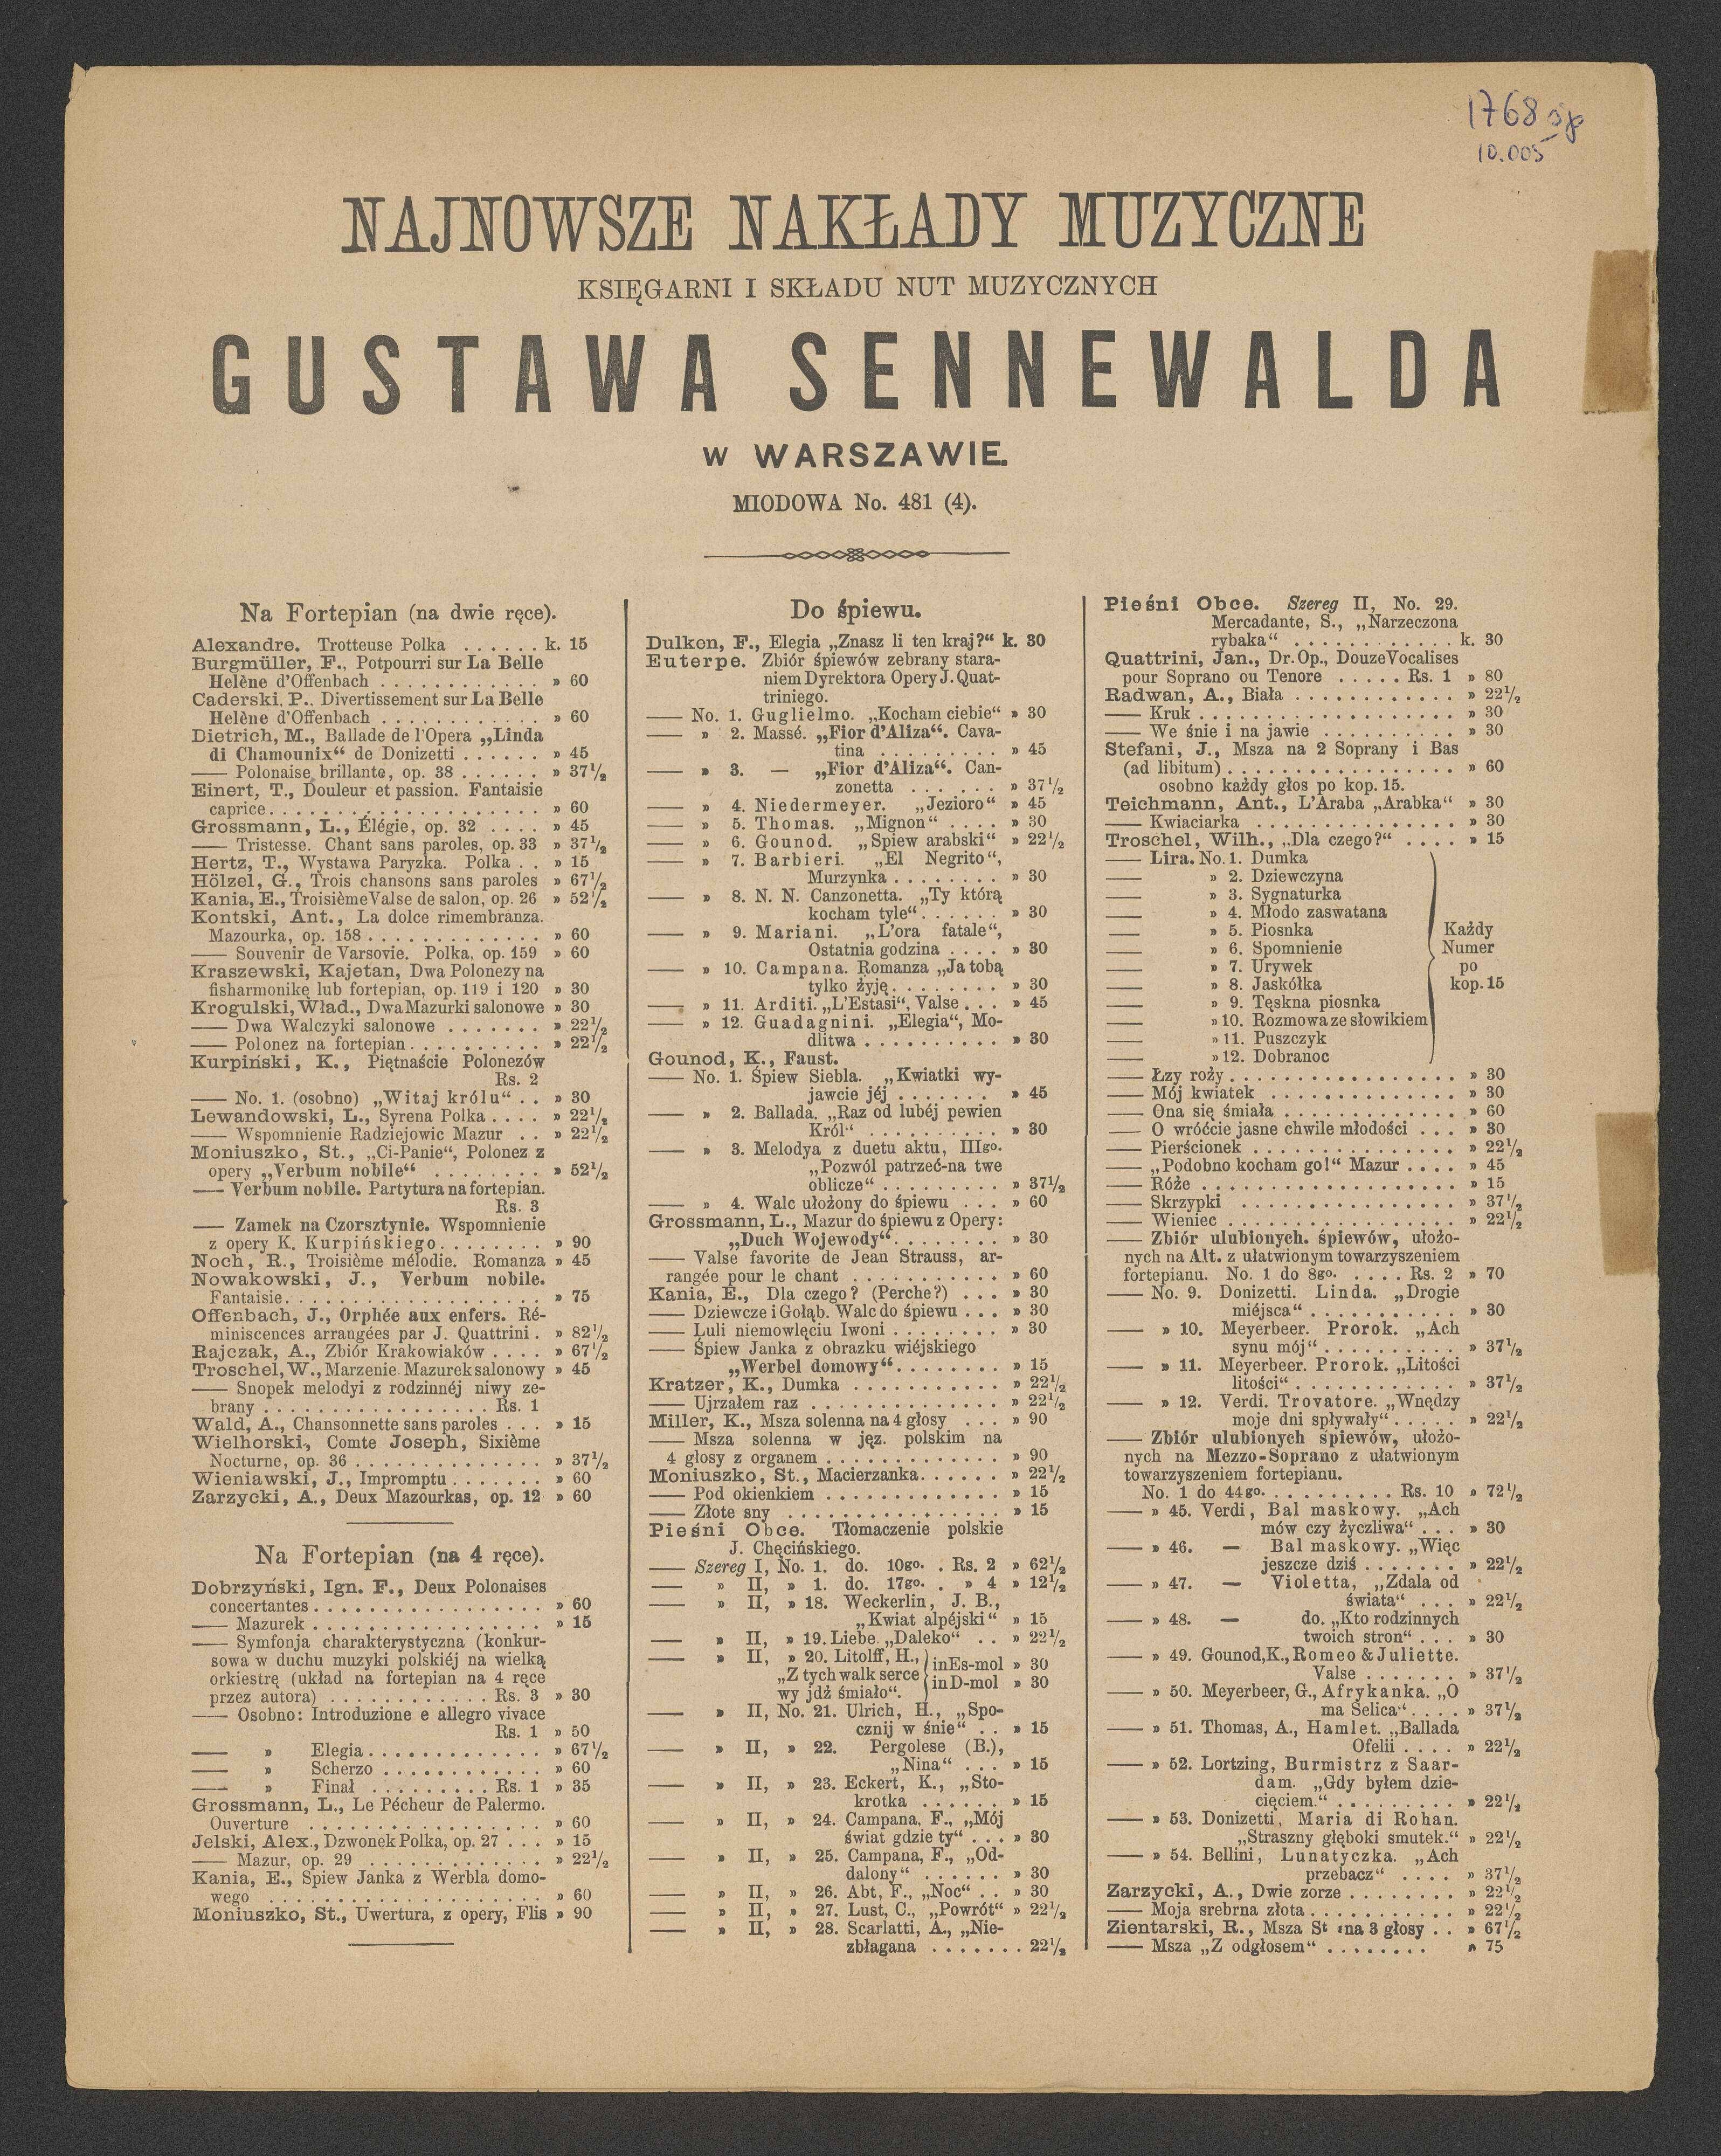 1768
10.005
NAJNOWSZE NAKŁADY MUZYCZNE
KSIĘGARNI I SKŁADU NUT MUZYCZNYCH
GUSTAWA SENNEWALDA
W WARSZAWIE.
MIODOWA No. 481 (4).
Na Fortepian (na dwie ręce).
Alexandre. Trotteuse Polka . . . . . . k. 15
Burgmüller, F., Potpourri sur La Belle
Helène d'Offenbach . . . . . . . . . . . . » 60
Caderski, P., Divertissement sur La Belle
Helène d'Offenbach . . . . . . . . . . . . » 60
Dietrich, M., Ballade de l'Opera „Linda
di Chamounix“ de Donizetti . . . . . . » 45
—— Polonaise brillante, op. 38 . . . . . . » 37½
Einert, T., Douleur et passion. Fantaisie
caprice. . . . . . . . . . . . . . . . . . . . . » 60
Grossmann, L., Élégie, op. 32 . . . . » 45
—— Tristesse. Chant sans paroles, op. 33 » 37½
Hertz, T., Wystawa Paryzka. Polka . . » 15
Hölzel, G., Trois chansons sans paroles » 67½
Kania, E., Troisième Valse de salon, op. 26 » 52½
Kontski, Ant., La dolce rimembranza.
Mazourka, op. 158 . . . . . . . . . . . . . » 60
—— Souvenir de Varsovie. Polka, op. 159 » 60
Kraszewski, Kajetan, Dwa Polonezy na
fisharmonikę lub fortepian, op. 119 i 120 » 30
Krogulski, Wład., Dwa Mazurki salonowe » 30
—— Dwa Walczyki salonowe . . . . . . . » 22½
—— Polonez na fortepian . . . . . . . . . . » 22½
Kurpiński, K., Piętnaście Polonezów
Rs. 2
—— No. 1. (osobno) „Witaj królu“ . . » 30
Lewandowski, L., Syrena Polka . . . . » 22½
—— Wspomnienie Radziejowic Mazur . . » 22½
Moniuszko, St., „Ci-Panie“, Polonez z
opery „Verbum nobile“ . . . . . . . . » 52½
—— Verbum nobile. Partytura na fortepian.
Rs. 3
—— Zamek na Czorsztynie. Wspomnienie
z opery K. Kurpińskiego . . . . . . . . » 90
Noch, R., Troisième mélodie. Romanza » 45
Nowakowski, J., Verbum nobile.
Fantaisie. . . . . . . . . . . . . . . . . . . . » 75
Offenbach, J., Orphée aux enfers. Ré-
miniscences arrangées par J. Quattrini . » 82½
Rajczak, A., Zbiór Krakowiaków . . . . » 67½
Troschel, W., Marzenie. Mazurek salonowy » 45
—— Snopek melodyi z rodzinnéj niwy ze-
brany . . . . . . . . . . . . . . . . . . Rs. 1
Wald, A., Chansonnette sans paroles . . . » 15
Wielhorski, Comte Joseph, Sixième
Nocturne, op. 36 . . . . . . . . . . . . . . . » 37½
Wieniawski, J., Impromptu . . . . . . . » 60
Zarzycki, A., Deux Mazourkas, op. 12 » 60
Na Fortepian (na 4 ręce).
Dobrzyński, Ign. F., Deux Polonaises
concertantes . . . . . . . . . . . . . . . . . . » 60
—— Mazurek . . . . . . . . . . . . . . . . . . » 15
—— Symfonja charakterystyczna (konkur-
sowa w duchu muzyki polskiéj na wielką
orkiestrę (układ na fortepian na 4 ręce
przez autora) . . . . . . . . . . . . . Rs. 3 » 30
—— Osobno: Introduzione e allegro vivace
Rs. 1 » 50
—— » Elegia . . . . . . . . . . . . . . » 67½
—— » Scherzo . . . . . . . . . . . . » 60
—— » Finał . . . . . . . . . Rs. 1 » 35
Grossmann, L., Le Pécheur de Palermo.
Ouverture . . . . . . . . . . . . . . . . . » 60
Jelski, Alex., Dzwonek Polka, op. 27 . . . » 15
—— Mazur, op. 29 . . . . . . . . . . . . . » 22½
Kania, E., Spiew Janka z Werbla domo-
wego . . . . . . . . . . . . . . . . . . . . . » 60
Moniuszko, St., Uwertura, z opery, Flis » 90
Do śpiewu.
Dulken, F., Elegia „Znasz li ten kraj?“ k. 30
Euterpe. Zbiór śpiewów zebrany stara-
niem Dyrektora Opery J. Quat-
triniego.
—— No. 1. Guglielmo. „Kocham ciebie“ » 30
—— » 2. Massé. „Fior d'Aliza“. Cava-
tina . . . . . . . . . » 45
—— » 3. — „Fior d'Aliza“. Can-
zonetta . . . . . . » 37½
—— » 4. Niedermeyer. „Jezioro“ » 45
—— » 5. Thomas. „Mignon“ . . . . » 30
—— » 6. Gounod. „Spiew arabski“ » 22½
—— » 7. Barbieri. „El Negrito“,
Murzynka . . . . . . . . » 30
—— » 8. N. N. Canzonetta. „Ty którą
kocham tyle“ . . . . . . » 30
—— » 9. Mariani. „L'ora fatale“,
Ostatnia godzina . . . . » 30
—— » 10. Campana. Romanza „Ja tobą
tylko żyję . . . . . . . . » 30
—— » 11. Arditi. „L'Estasi“, Valse . . . » 45
—— » 12. Guadagnini. „Elegia“, Mo-
dlitwa . . . . . . . . . . » 30
Gounod, K., Faust.
—— No. 1. Śpiew Siebla. „Kwiatki wy-
jawcie jéj . . . . . . . » 45
—— » 2. Ballada. „Raz od lubéj pewien
Król“ . . . . . . . . . . » 30
—— » 3. Melodya z duetu aktu, IIIgo.
„Pozwól patrzeć-na twe
oblicze“ . . . . . . . . . » 37½
—— » 4. Walc ułożony do śpiewu . . . » 60
Grossmann, L., Mazur do śpiewu z Opery:
„Duch Wojewody“. . . . . . . . » 30
—— Valse favorite de Jean Strauss, ar-
rangée pour le chant . . . . . . . . . . . » 60
Kania, E., Dla czego? (Perche?) . . . » 30
—— Dziewcze i Gołąb. Walc do śpiewu . . . » 30
—— Luli niemowlęciu Iwoni . . . . . . . . » 30
—— Śpiew Janka z obrazku wiéjskiego
„Werbel domowy“. . . . . . . . » 15
Kratzer, K., Dumka . . . . . . . . . . . » 22½
—— Ujrzałem raz . . . . . . . . . . . . . . . » 22½
Miller, K., Msza solenna na 4 głosy . . . » 90
—— Msza solenna w jęz. polskim na
4 głosy z organem . . . . . . . . . . . . . » 90
Moniuszko, St., Macierzanka . . . . . . » 22½
—— Pod okienkiem . . . . . . . . . . . . . » 15
—— Złote sny . . . . . . . . . . . . . . . . » 15
Pieśni Obce. Tłomaczenie polskie
J. Chęcińskiego.
—— Szereg I, No. 1. do. 10go. . Rs. 2 » 62½
—— » II, » 1. do. 17go. . » 4 » 12½
—— » II, » 18. Weckerlin, J. B.,
„Kwiat alpéjski“ » 15
—— » II, » 19. Liebe. „Daleko“ . . » 22½
—— » II, » 20. Litolff, H., in Es-mol » 30
„Z tych walk serce
wy jdź śmiało“. in D-mol » 30
—— » II, No. 21. Ulrich, H., „Spo-
cznij w śnie“ . . » 15
—— » II, » 22. Pergolese (B.),
„Nina“ . . . » 15
—— » II, » 23. Eckert, K., „Sto-
krotka . . . . . . » 15
—— » II, » 24. Campana, F., „Mój
świat gdzie ty“ . . . » 30
—— » II, » 25. Campana, F., „Od-
dalony“ . . . . . . » 30
—— » II, » 26. Abt, F., „Noc“ . . » 30
—— » II, » 27. Lust, C., „Powrót“ » 22½
—— » II, » 28. Scarlatti, A., „Nie-
zbłagana . . . . . . . 22½
Pieśni Obce. Szereg II, No. 29.
Mercadante, S., „Narzeczona
rybaka“ . . . . . . . . . . . . k. 30
Quattrini, Jan., Dr. Op., Douze Vocalises
pour Soprano ou Tenore . . . . . Rs. 1 » 80
Radwan, A., Biała . . . . . . . . . . . . » 22½
—— Kruk . . . . . . . . . . . . . . . . . . . » 30
—— We śnie i na jawie . . . . . . . . . . » 30
Stefani, J., Msza na 2 Soprany i Bas
(ad libitum) . . . . . . . . . . . . . . . . . » 60
osobno każdy głos po kop. 15.
Teichmann, Ant., L'Araba „Arabka“ » 30
—— Kwiaciarka . . . . . . . . . . . . . . . » 30
Troschel, Wilh., „Dla czego?“ . . . . » 15
—— Lira. No. 1. Dumka
—— » 2. Dziewczyna
—— » 3. Sygnaturka
—— » 4. Młodo zaswatana
—— » 5. Piosnka Każdy
—— » 6. Spomnienie Numer
—— » 7. Urywek po
—— » 8. Jaskółka kop. 15
—— » 9. Tęskna piosnka
—— » 10. Rozmowa ze słowikiem
—— » 11. Puszczyk
—— » 12. Dobranoc
—— Łzy roży . . . . . . . . . . . . . . . . . » 30
—— Mój kwiatek . . . . . . . . . . . . . . » 30
—— Ona się śmiała . . . . . . . . . . . . . » 60
—— O wróćcie jasne chwile młodości . . . » 30
—— Pierścionek . . . . . . . . . . . . . . . » 22½
—— „Podobno kocham go!“ Mazur . . . . » 45
—— Róże . . . . . . . . . . . . . . . . . . . » 15
—— Skrzypki . . . . . . . . . . . . . . . . » 37½
—— Wieniec . . . . . . . . . . . . . . . . . » 22½
—— Zbiór ulubionych. śpiewów, ułożo-
nych na Alt. z ułatwionym towarzyszeniem
fortepianu. No. 1 do 8go. . . . . Rs. 2 » 70
—— No. 9. Donizetti. Linda. „Drogie
miéjsca“ . . . . . . . . . . . » 30
—— » 10. Meyerbeer. Prorok. „Ach
synu mój“ . . . . . . . . . . » 37½
—— » 11. Meyerbeer. Prorok. „Litości
litości“ . . . . . . . . . . . . » 37½
—— » 12. Verdi. Trovatore. „Wnędzy
moje dni spływały“ . . . . . » 22½
—— Zbiór ulubionych śpiewów, ułożo-
nych na Mezzo-Soprano z ułatwionym
towarzyszeniem fortepianu.
No. 1 do 44go. . . . . . . . . . Rs. 10 » 72½
—— » 45. Verdi, Bal maskowy. „Ach
mów czy życzliwa“ . . . » 30
—— » 46. — Bal maskowy. „Więc
jeszcze dziś . . . . . . . » 22½
—— » 47. — Violetta, „Zdala od
świata“ . . . » 22½
—— » 48. — do. „Kto rodzinnych
twoich stron“ . . . » 30
—— » 49. Gounod, K., Romeo & Juliette.
Valse . . . . . . . » 37½
—— » 50. Meyerbeer, G., Afrykanka. „O
ma Selica“ . . . . » 37½
—— » 51. Thomas, A., Hamlet. „Ballada
Ofelii . . . . » 22½
—— » 52. Lortzing, Burmistrz z Saar-
dam. „Gdy byłem dzie-
cięciem.“ . . . . . . . . . » 22½
—— » 53. Donizetti, Maria di Rohan.
„Straszny głęboki smutek.“ » 22½
—— » 54. Bellini, Lunatyczka. „Ach
przebacz“ . . . . » 37½
Zarzycki, A., Dwie zorze . . . . . . . . » 22½
—— Moja srebrna złota . . . . . . . . . . . » 22½
Zientarski, R., Msza St na 3 głosy . . » 67½
—— Msza „Z odgłosem“ . . . . . . . . » 75